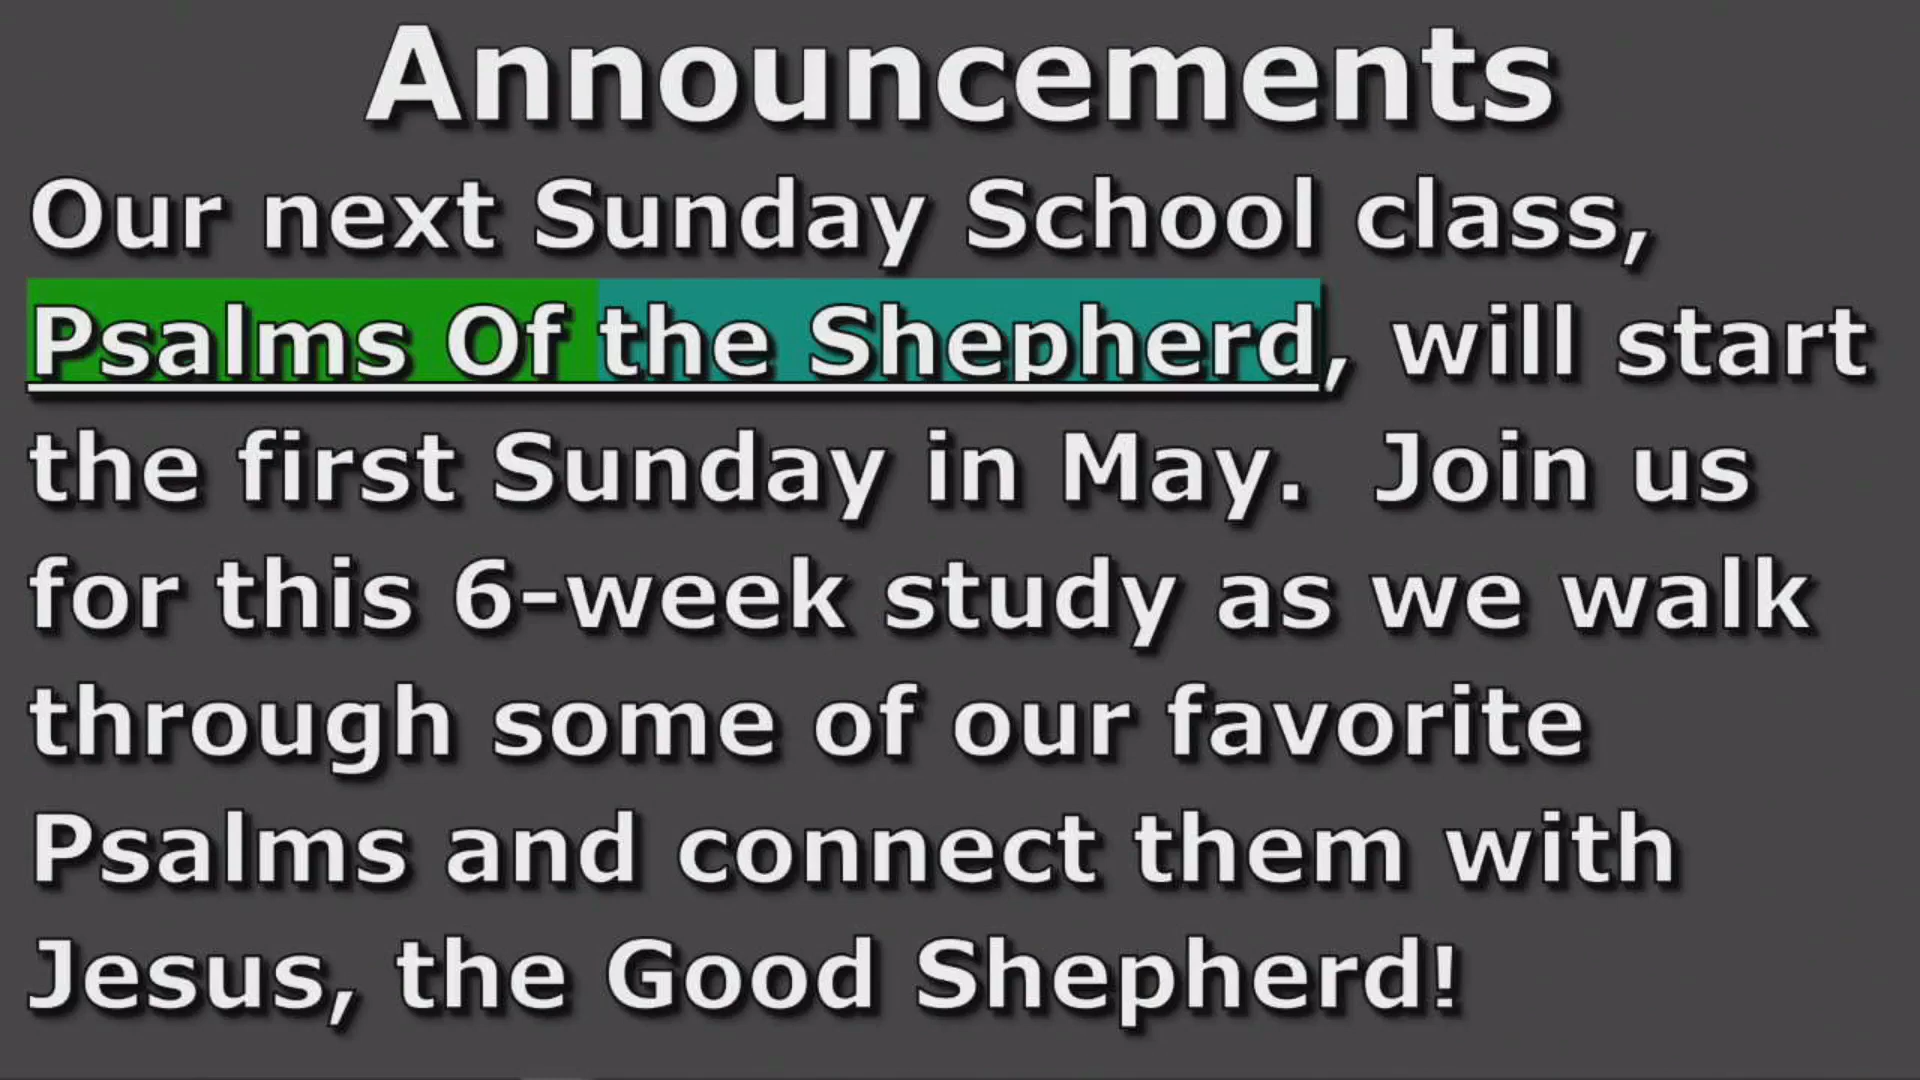 Announcements
Our next Sunday School class,
Psalms Of the Shepherd, will start
the first Sunday in May.  Join us
for this 6-week study as we walk
through some of our favorite
Psalms and connect them with
Jesus, the Good Shepherd!